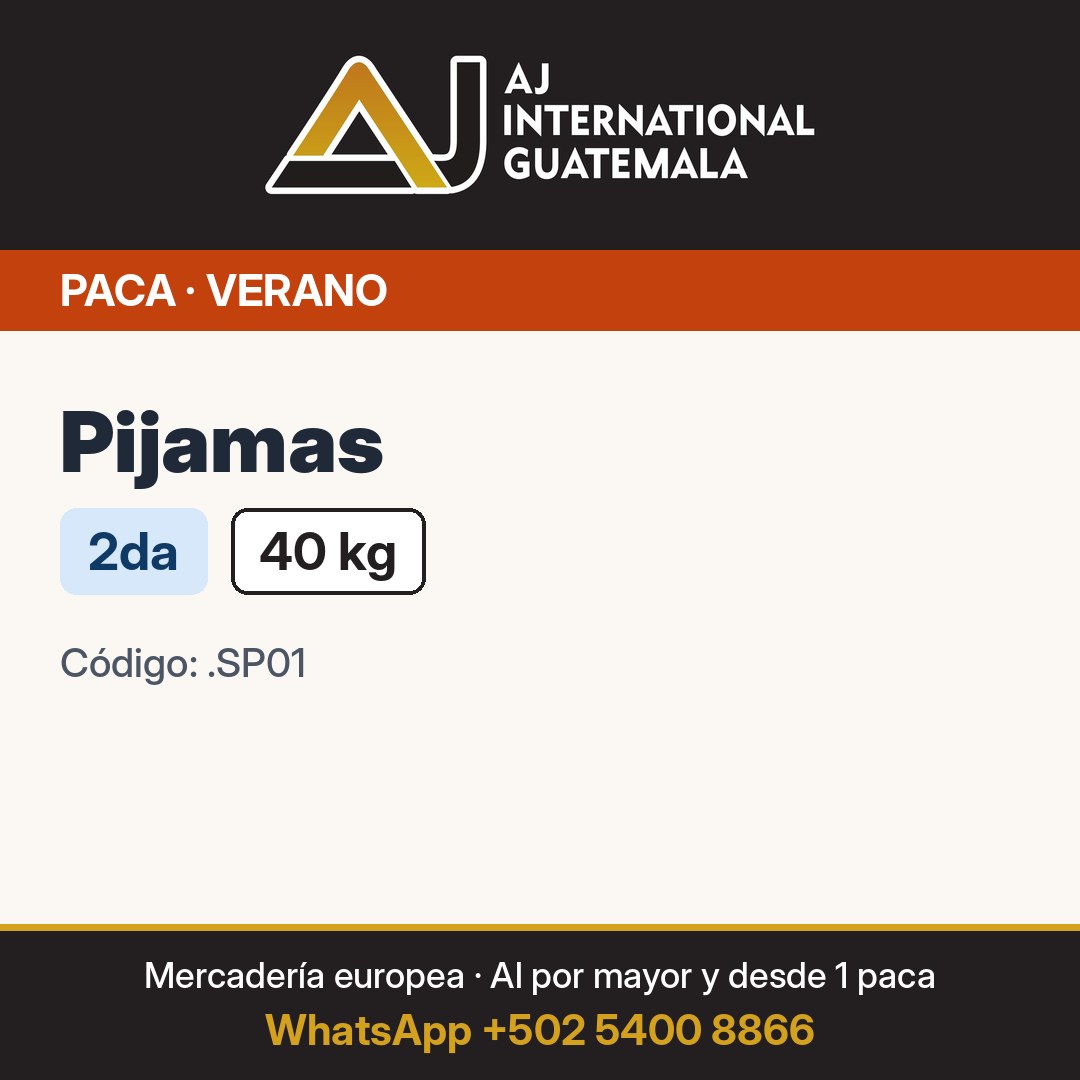 AJ
AJ
INTERNATIONAL
GUATEMALA
PACA · VERANO
Pijamas
2da
40 kg
Código: .SP01
Mercadería europea · Al por mayor y desde 1 paca
WhatsApp +502 5400 8866